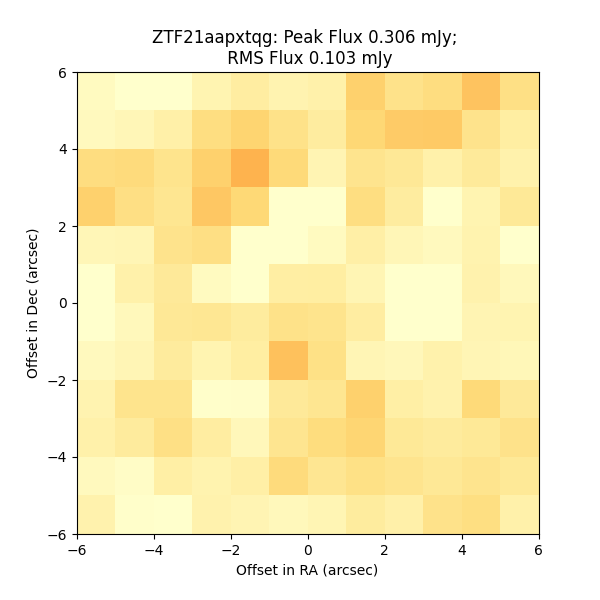 ZTF21aapxtqg: Peak Flux 0.306 mJy;
RMS Flux 0.103 mJy
6
4
2
0
−2
−4
−6
Offset in Dec (arcsec)
−6 −4 −2 0 2 4 6
Offset in RA (arcsec)